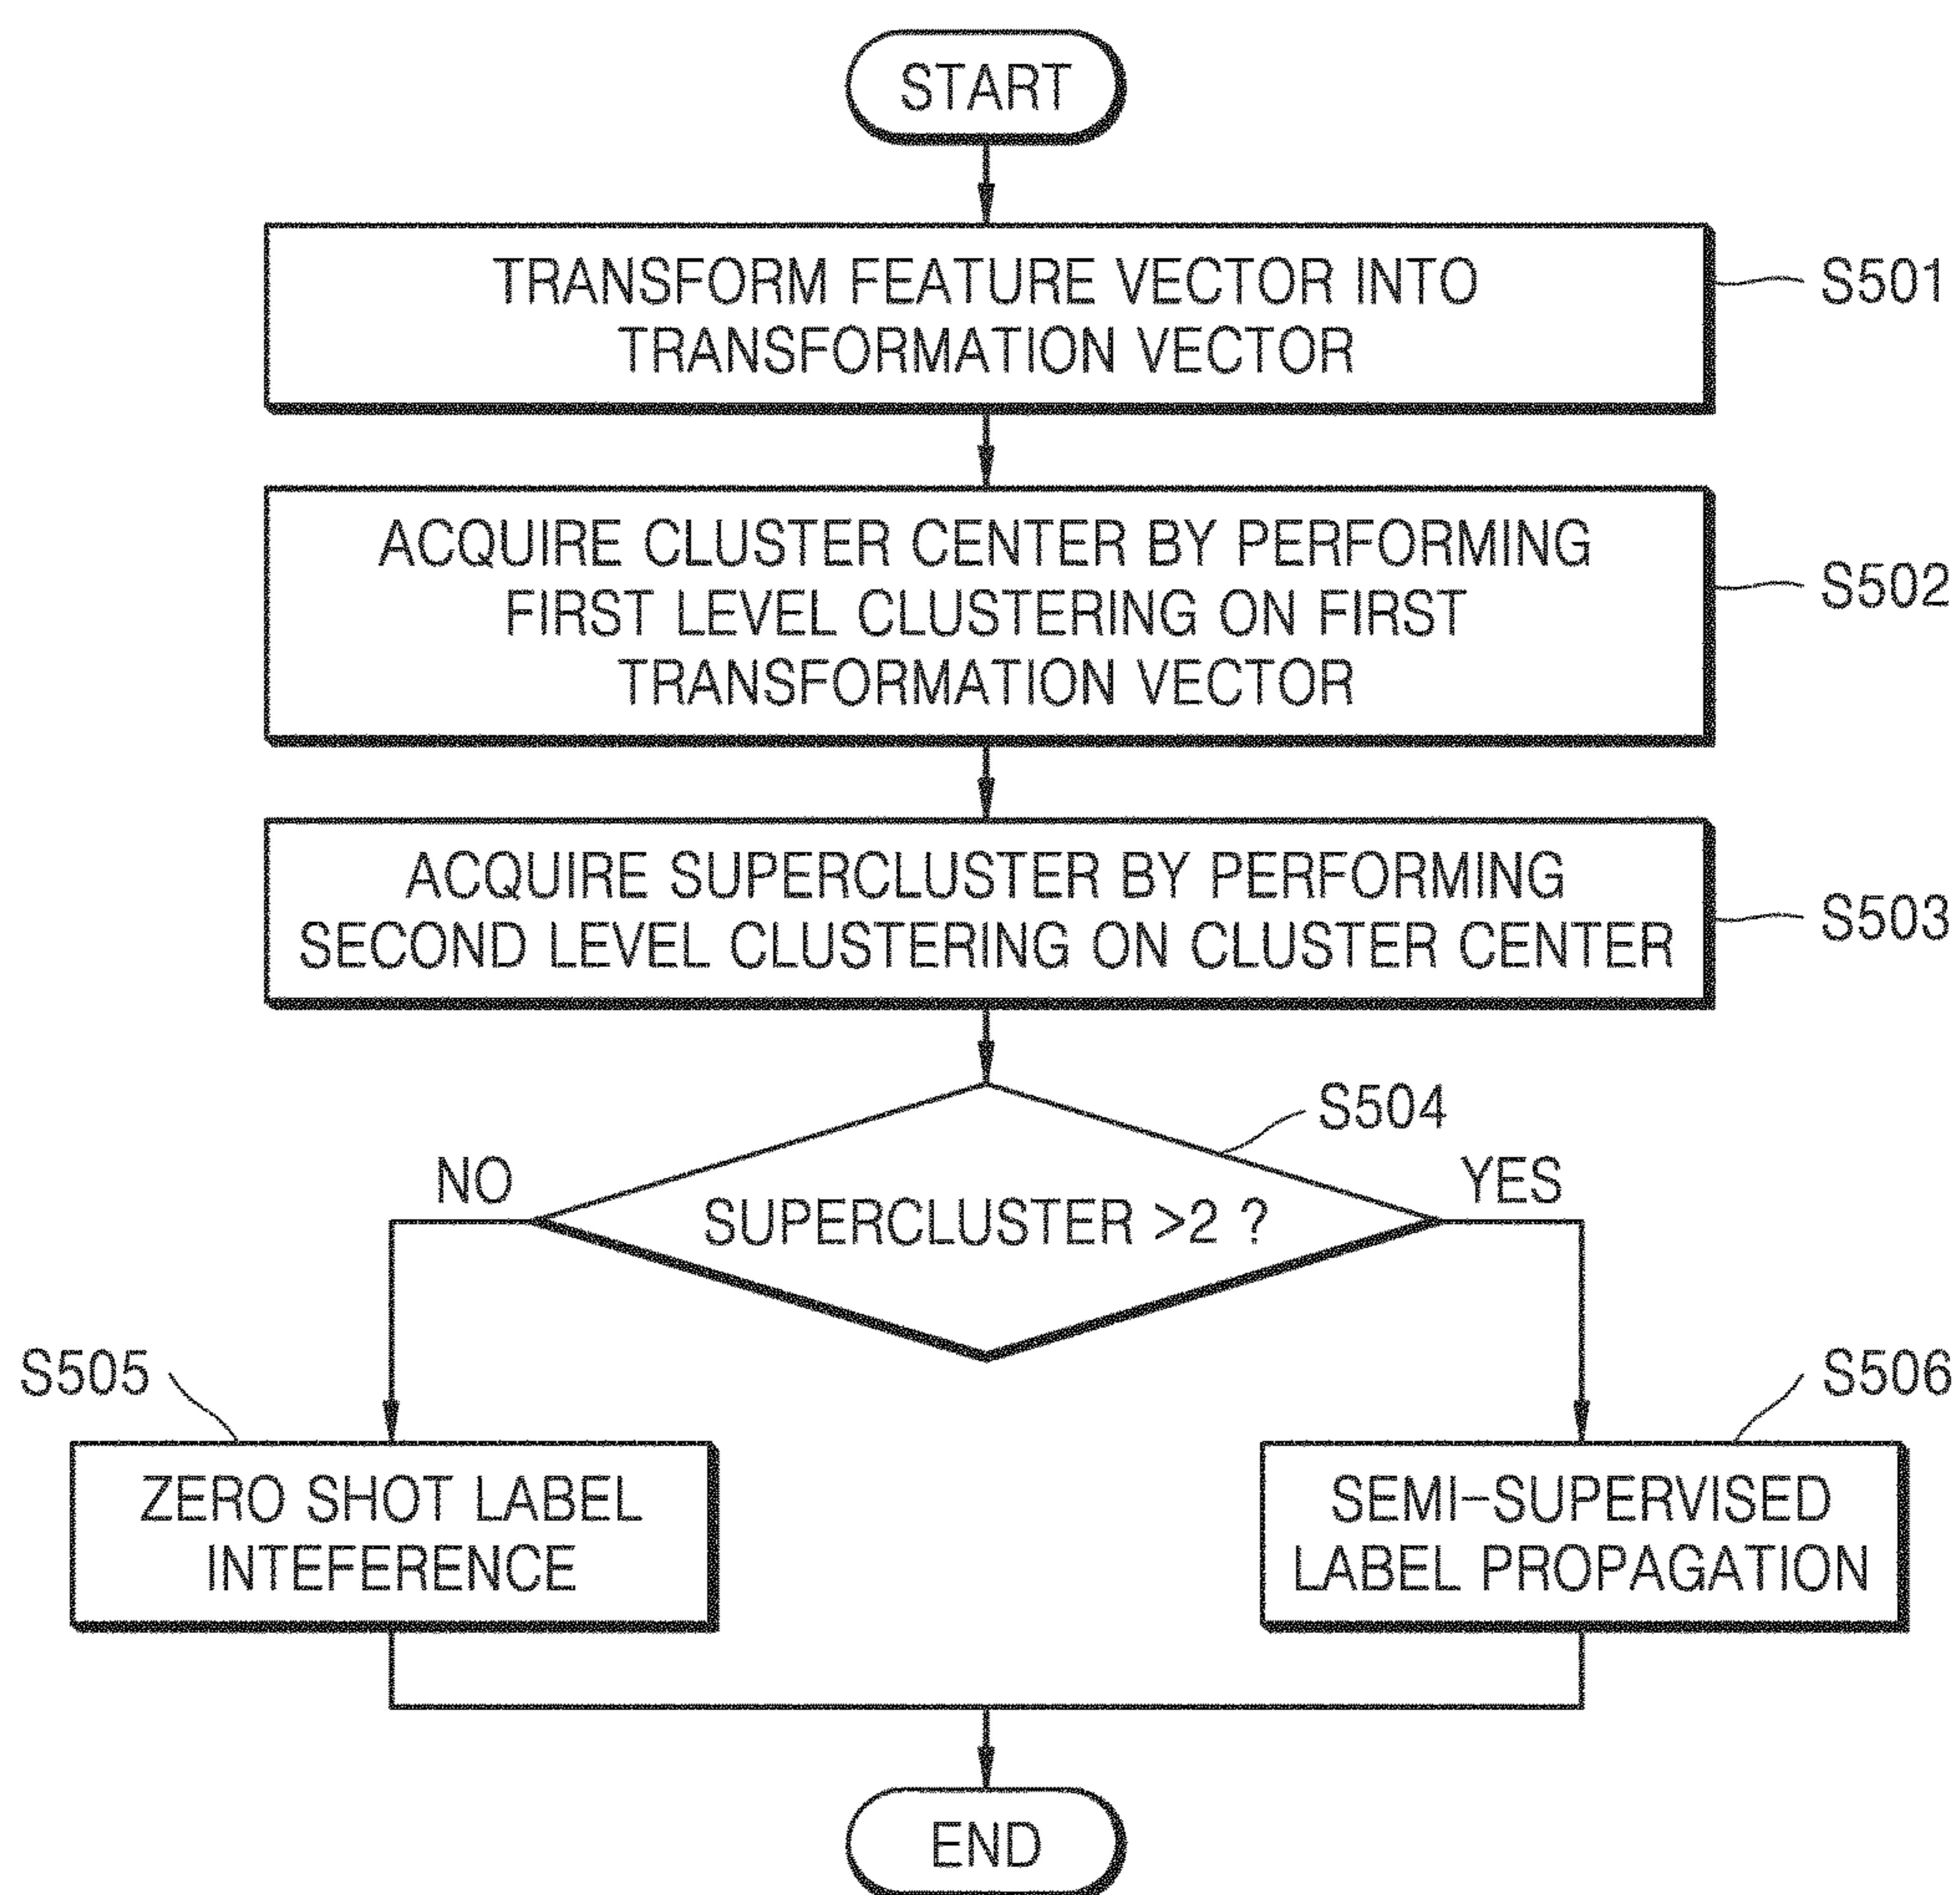 START
TRANSFORM FEATURE VECTOR INTO
TRANSFORMATION VECTOR
S501
ACQUIRE CLUSTER CENTER BY PERFORMING
FIRST LEVEL CLUSTERING ON FIRST
TRANSFORMATION VECTOR
S502
ACQUIRE SUPERCLUSTER BY PERFORMING
SECOND LEVEL CLUSTERING ON CLUSTER CENTER
S503
S504
NO
SUPERCLUSTER >2 ?
YES
S505
ZERO SHOT LABEL
INTEFERENCE
S506
SEMI-SUPERVISED
LABEL PROPAGATION
END